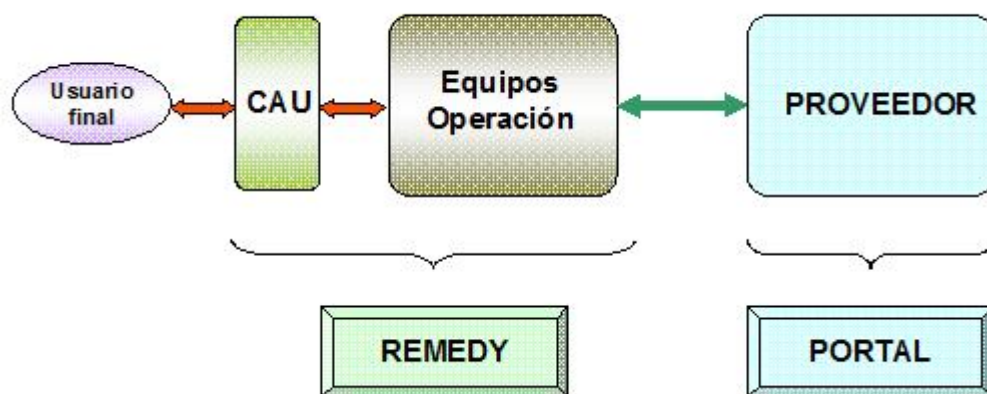 Usuario
final
CAU
Equipos
Operación
PROVEEDOR
REMEDY
PORTAL